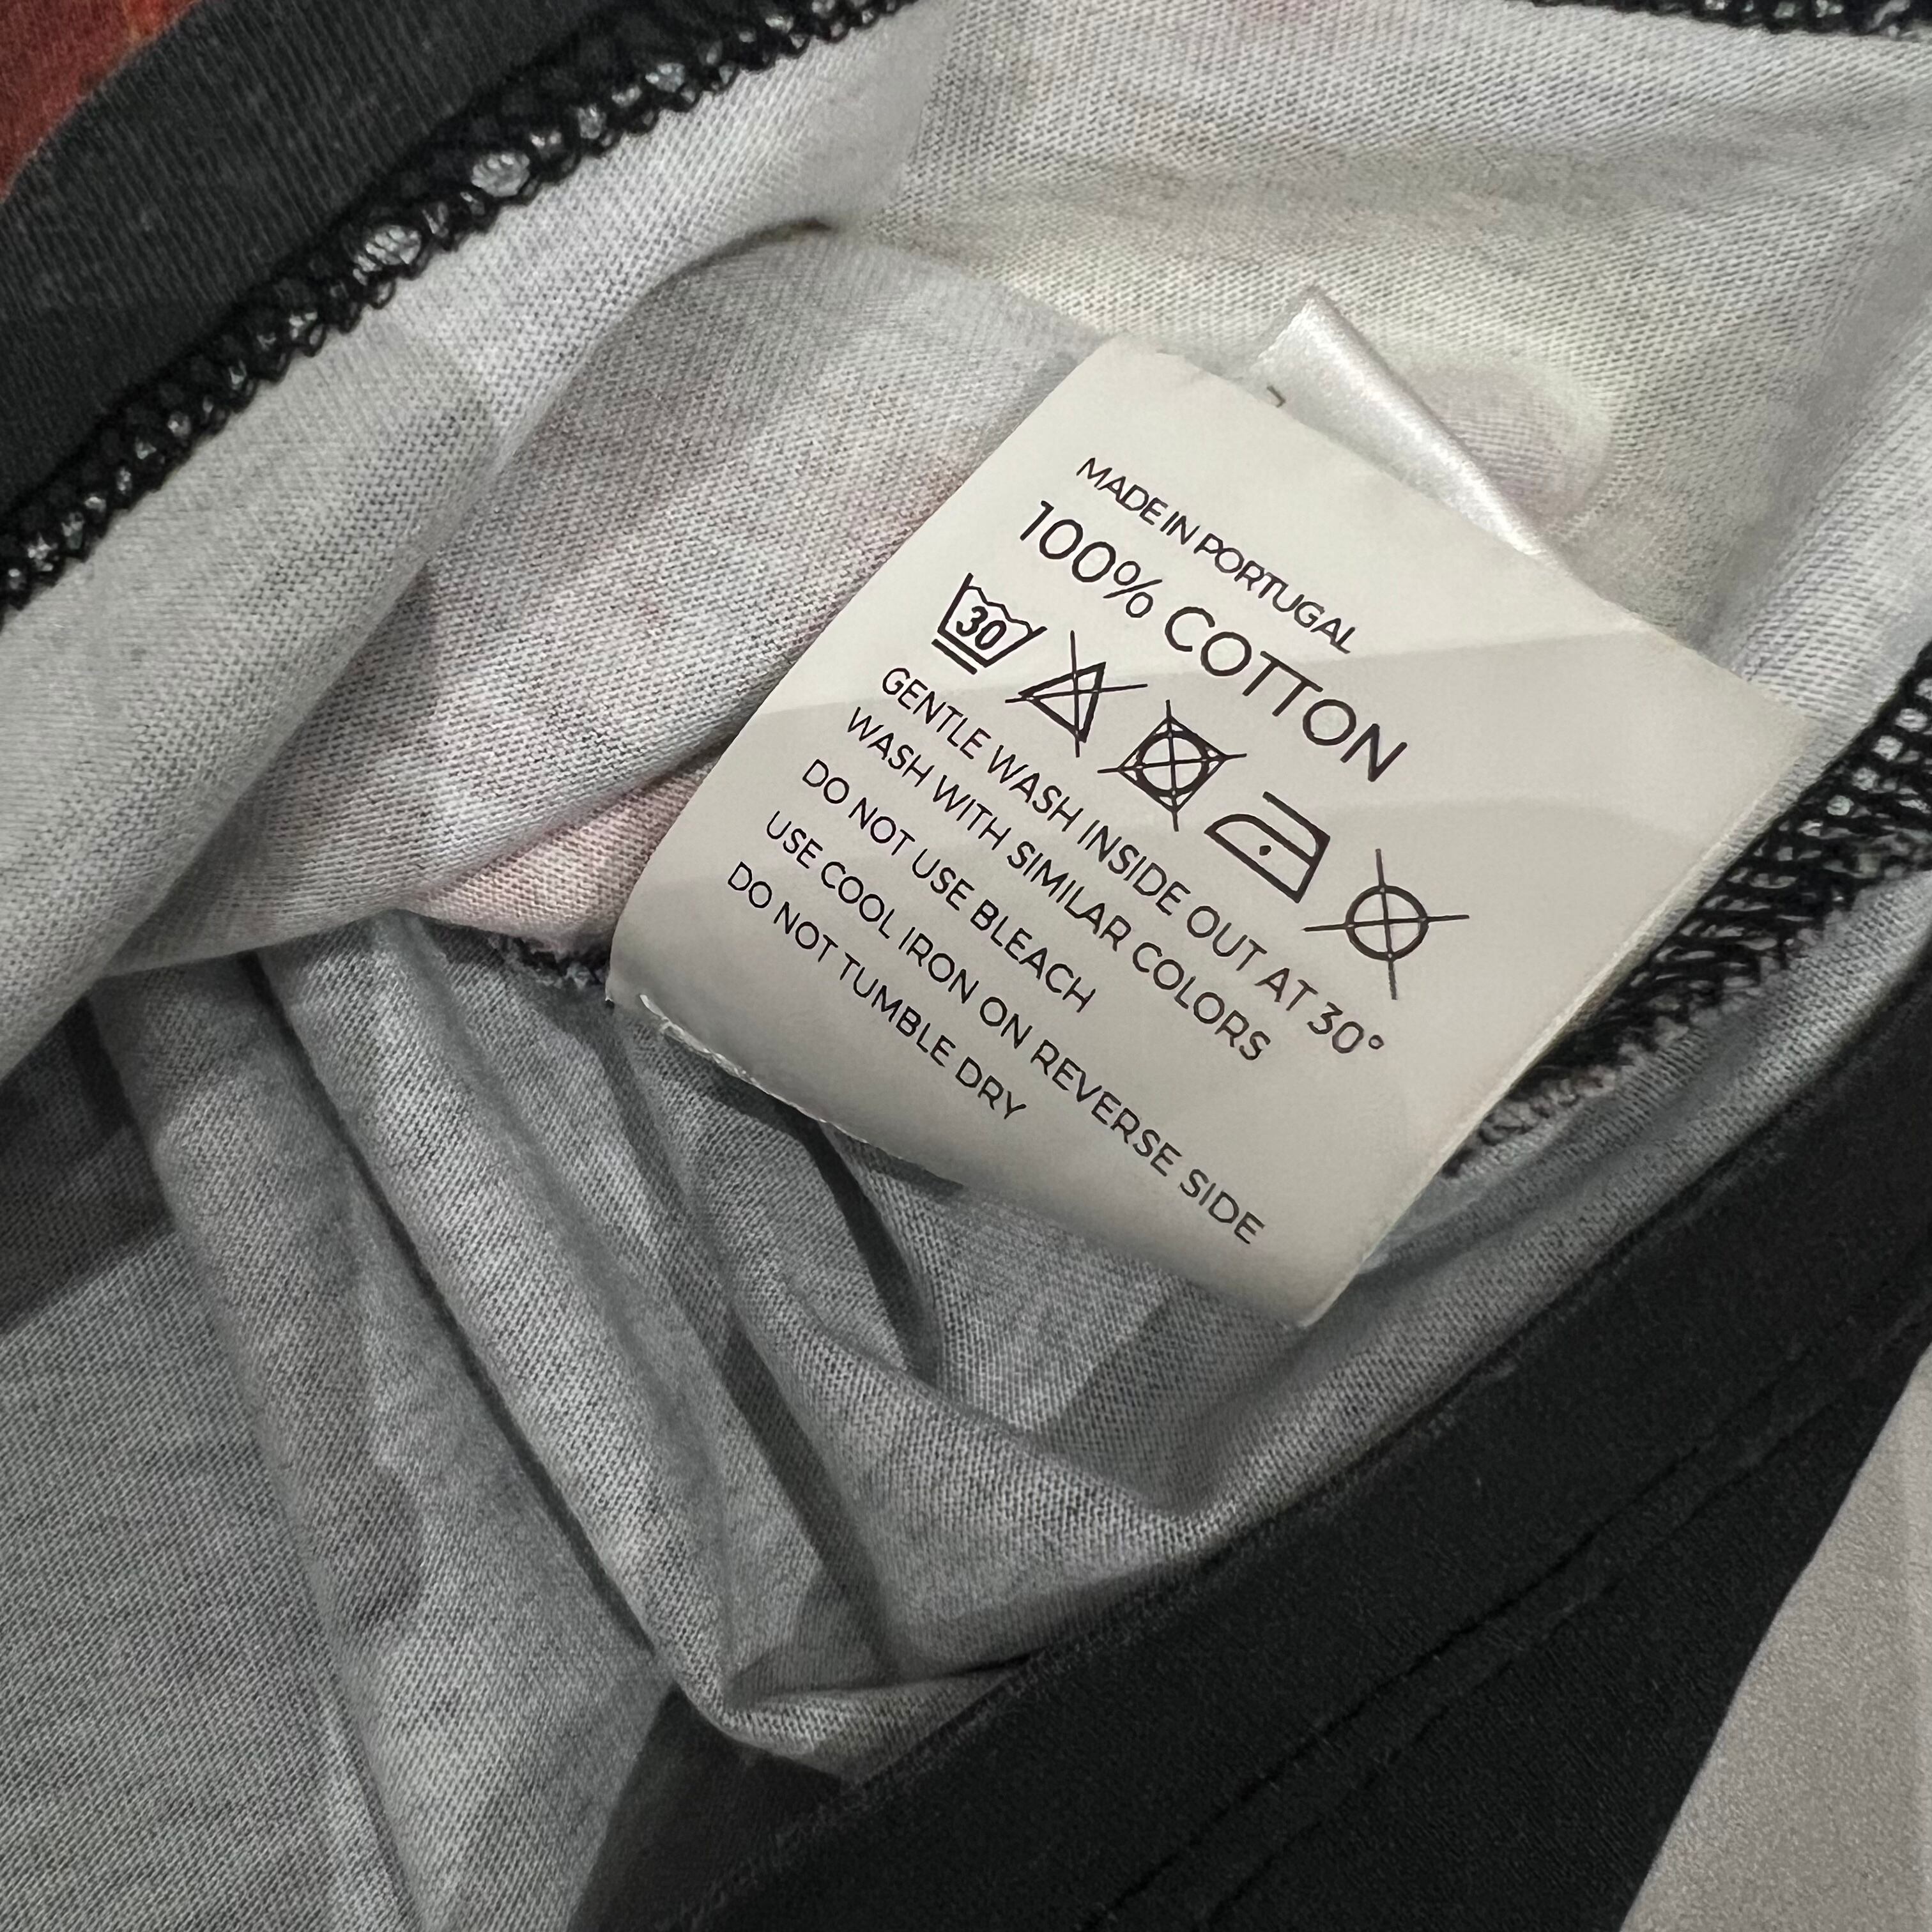 MADE IN PORTUGAL
100% COTTON
30
GENTLE WASH INSIDE OUT AT 30°
WASH WITH SIMILAR COLORS
DO NOT USE BLEACH
USE COOL IRON ON REVERSE SIDE
DO NOT TUMBLE DRY